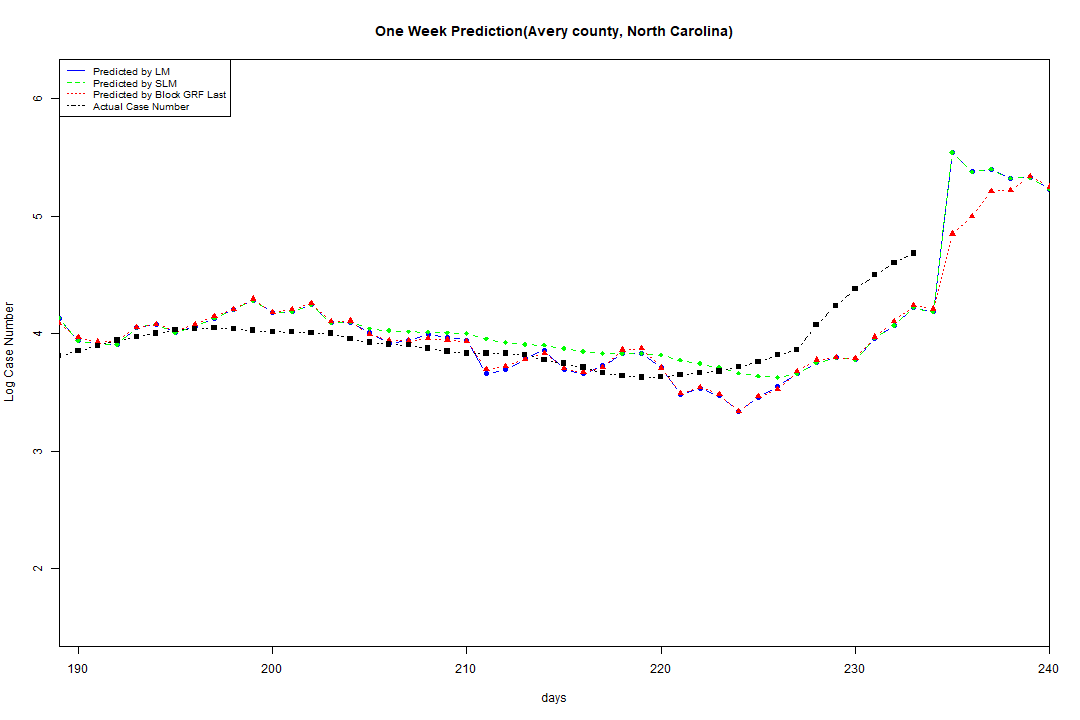 One Week Prediction(Avery county, North Carolina)
Predicted by LM
Predicted by SLM
Predicted by Block GRF Last
Actual Case Number
6
5
4
3
2
Log Case Number
190 200 210 220 230 240
days